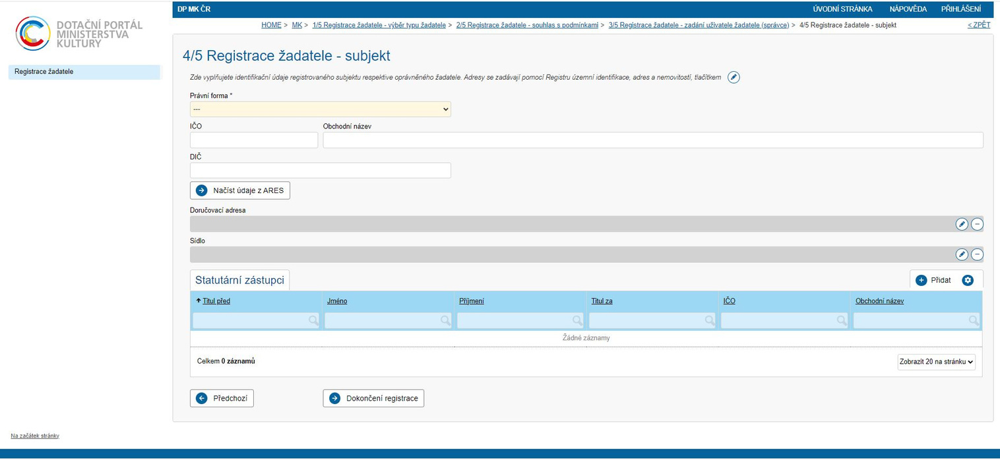 DP MK ČR
ÚVODNÍ STRÁNKA NÁPOVĚDA PŘIHLÁŠENÍ
DOTAČNÍ PORTÁL
MINISTERSTVA
KULTURY
HOME > MK > 1/5 Registrace žadatele - výběr typu žadatele > 2/5 Registrace žadatele - souhlas s podmínkami > 3/5 Registrace žadatele - zadání uživatele žadatele (správce) > 4/5 Registrace žadatele - subjekt
< ZPĚT
Registrace žadatele
4/5 Registrace žadatele - subjekt
Zde vyplňujete identifikační údaje registrovaného subjektu respektive oprávněného žadatele. Adresy se zadávají pomocí Registru územní identifikace, adres a nemovitostí, tlačítkem
Právní forma *
---
IČO Obchodní název
DIČ
Načíst údaje z ARES
Doručovací adresa
Sídlo
Statutární zástupci
Přidat
Titul před Jméno Příjmení Titul za IČO Obchodní název
Žádné záznamy
Celkem 0 záznamů
Zobrazit 20 na stránku
Předchozí Dokončení registrace
Na začátek stránky